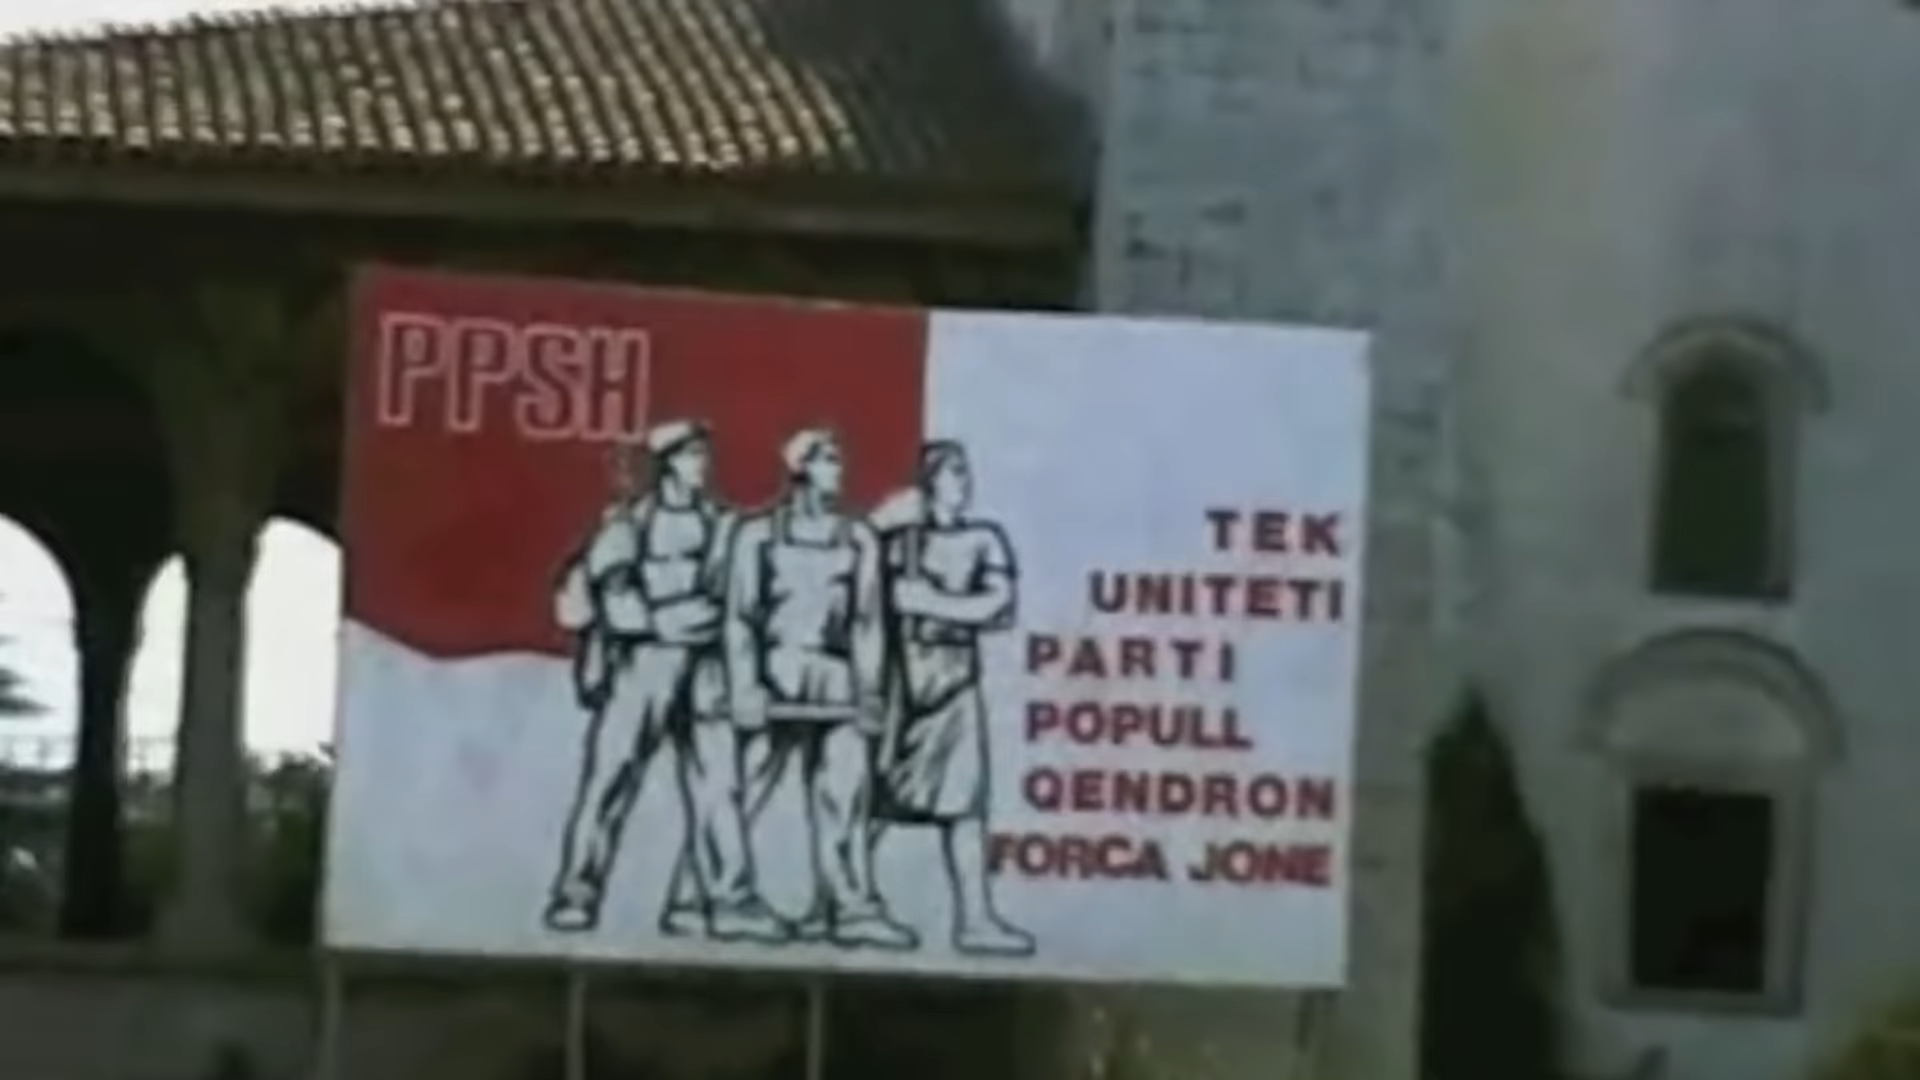 PPSH
TEK
UNITETI
PARTI
POPULL
QENDRON
FORCA JONE